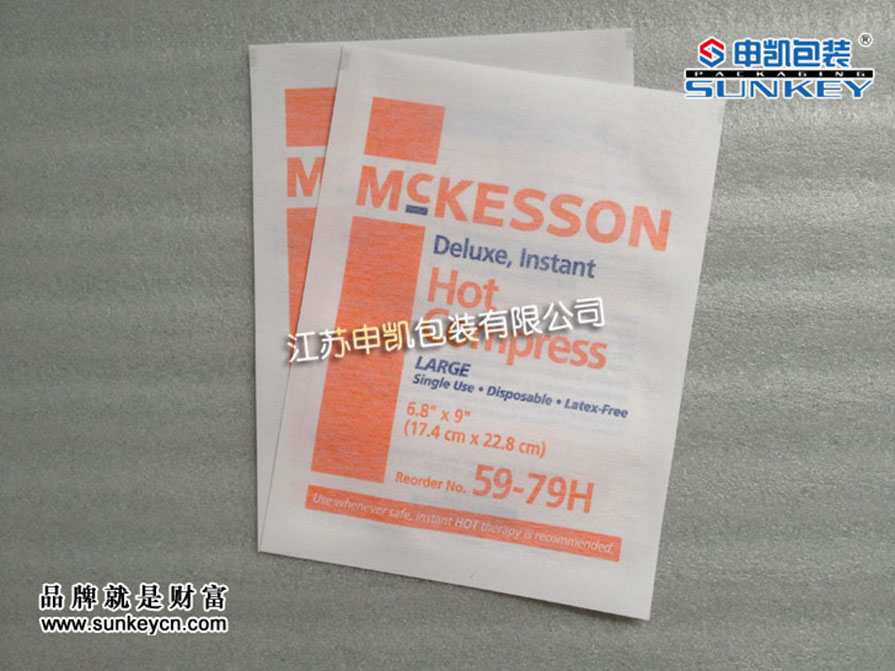 申凯包装®
PACKAGING
SUNKEY
M
McKESSON
Deluxe, Instant
Hot
Compress
江苏申凯包装有限公司
LARGE
Single Use • Disposable • Latex-Free
6.8" x 9"
(17.4 cm x 22.8 cm)
Reorder No. 59-79H
Use whenever safe, instant HOT therapy is recommended.
品牌就是财富
www.sunkeycn.com